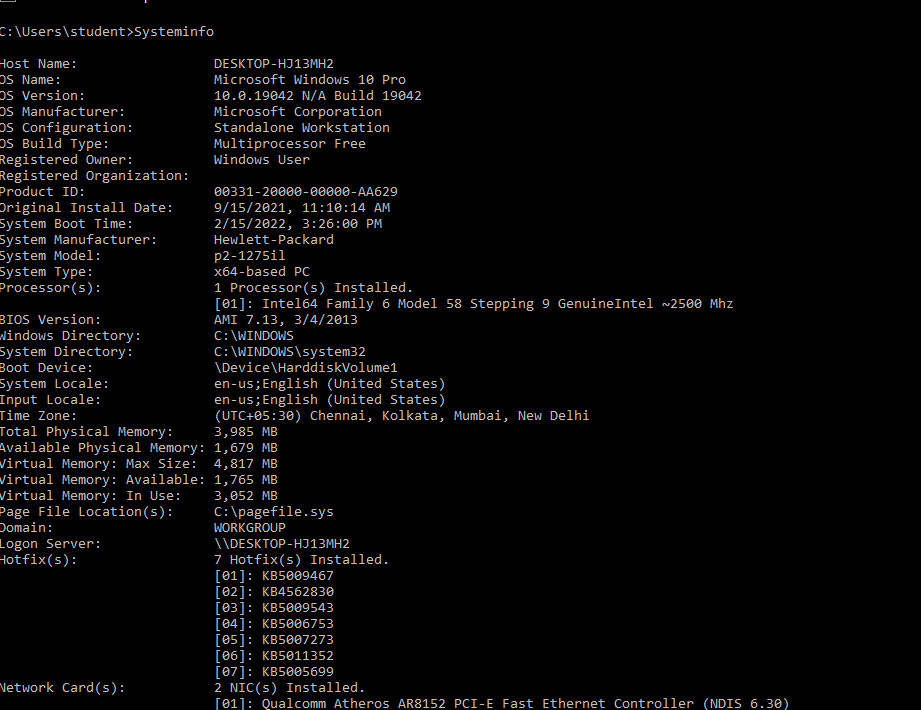 C:\Users\student>Systeminfo
Host Name: DESKTOP-HJ13MH2
OS Name: Microsoft Windows 10 Pro
OS Version: 10.0.19042 N/A Build 19042
OS Manufacturer: Microsoft Corporation
OS Configuration: Standalone Workstation
OS Build Type: Multiprocessor Free
Registered Owner: Windows User
Registered Organization:
Product ID: 00331-20000-00000-AA629
Original Install Date: 9/15/2021, 11:10:14 AM
System Boot Time: 2/15/2022, 3:26:00 PM
System Manufacturer: Hewlett-Packard
System Model: p2-1275il
System Type: x64-based PC
Processor(s): 1 Processor(s) Installed.
[01]: Intel64 Family 6 Model 58 Stepping 9 GenuineIntel ~2500 Mhz
BIOS Version: AMI 7.13, 3/4/2013
Windows Directory: C:\WINDOWS
System Directory: C:\WINDOWS\system32
Boot Device: \Device\HarddiskVolume1
System Locale: en-us;English (United States)
Input Locale: en-us;English (United States)
Time Zone: (UTC+05:30) Chennai, Kolkata, Mumbai, New Delhi
Total Physical Memory: 3,985 MB
Available Physical Memory: 1,679 MB
Virtual Memory: Max Size: 4,817 MB
Virtual Memory: Available: 1,765 MB
Virtual Memory: In Use: 3,052 MB
Page File Location(s): C:\pagefile.sys
Domain: WORKGROUP
Logon Server: \\DESKTOP-HJ13MH2
Hotfix(s): 7 Hotfix(s) Installed.
[01]: KB5009467
[02]: KB4562830
[03]: KB5009543
[04]: KB5006753
[05]: KB5007273
[06]: KB5011352
[07]: KB5005699
Network Card(s): 2 NIC(s) Installed.
[01]: Qualcomm Atheros AR8152 PCI-E Fast Ethernet Controller (NDIS 6.30)